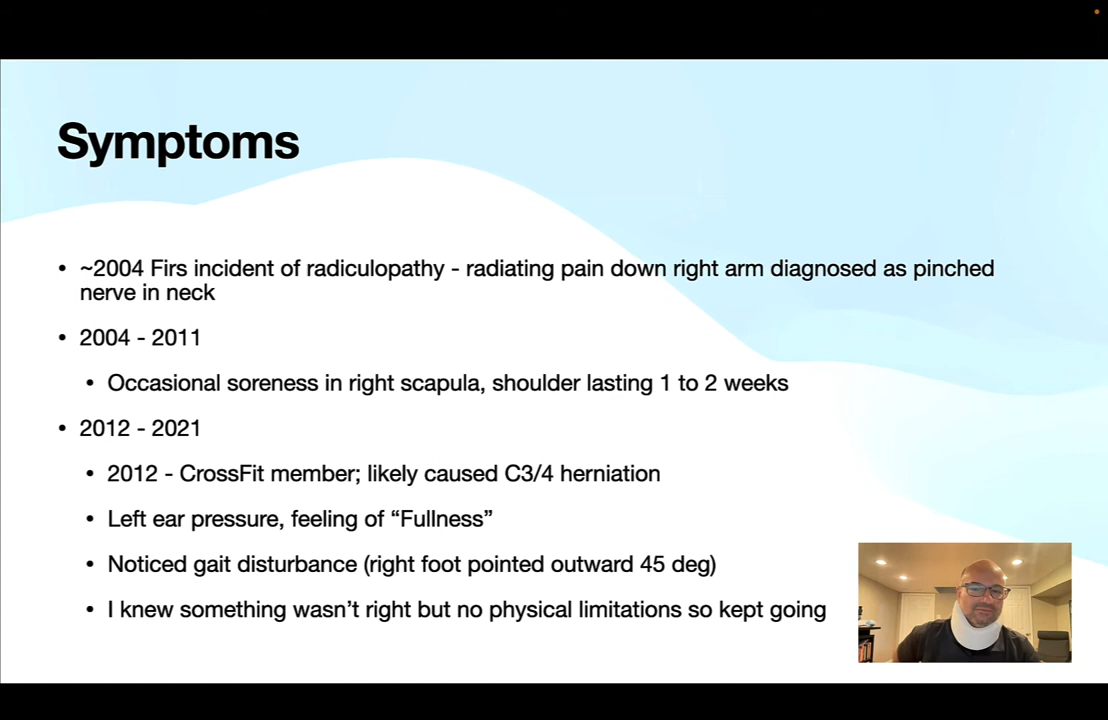 Symptoms
• ~2004 Firs incident of radiculopathy - radiating pain down right arm diagnosed as pinched
nerve in neck
• 2004 - 2011
• Occasional soreness in right scapula, shoulder lasting 1 to 2 weeks
• 2012 - 2021
• 2012 - CrossFit member; likely caused C3/4 herniation
• Left ear pressure, feeling of “Fullness”
• Noticed gait disturbance (right foot pointed outward 45 deg)
• I knew something wasn’t right but no physical limitations so kept going